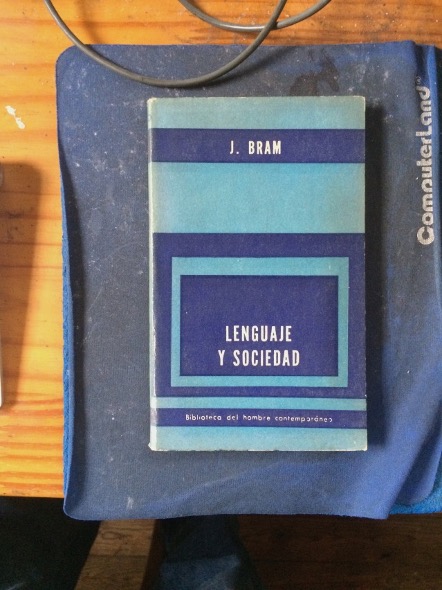 J. BRAM
LENGUAJE
Y SOCIEDAD
Biblioteca del hombre contemporáneo
ComputerLand